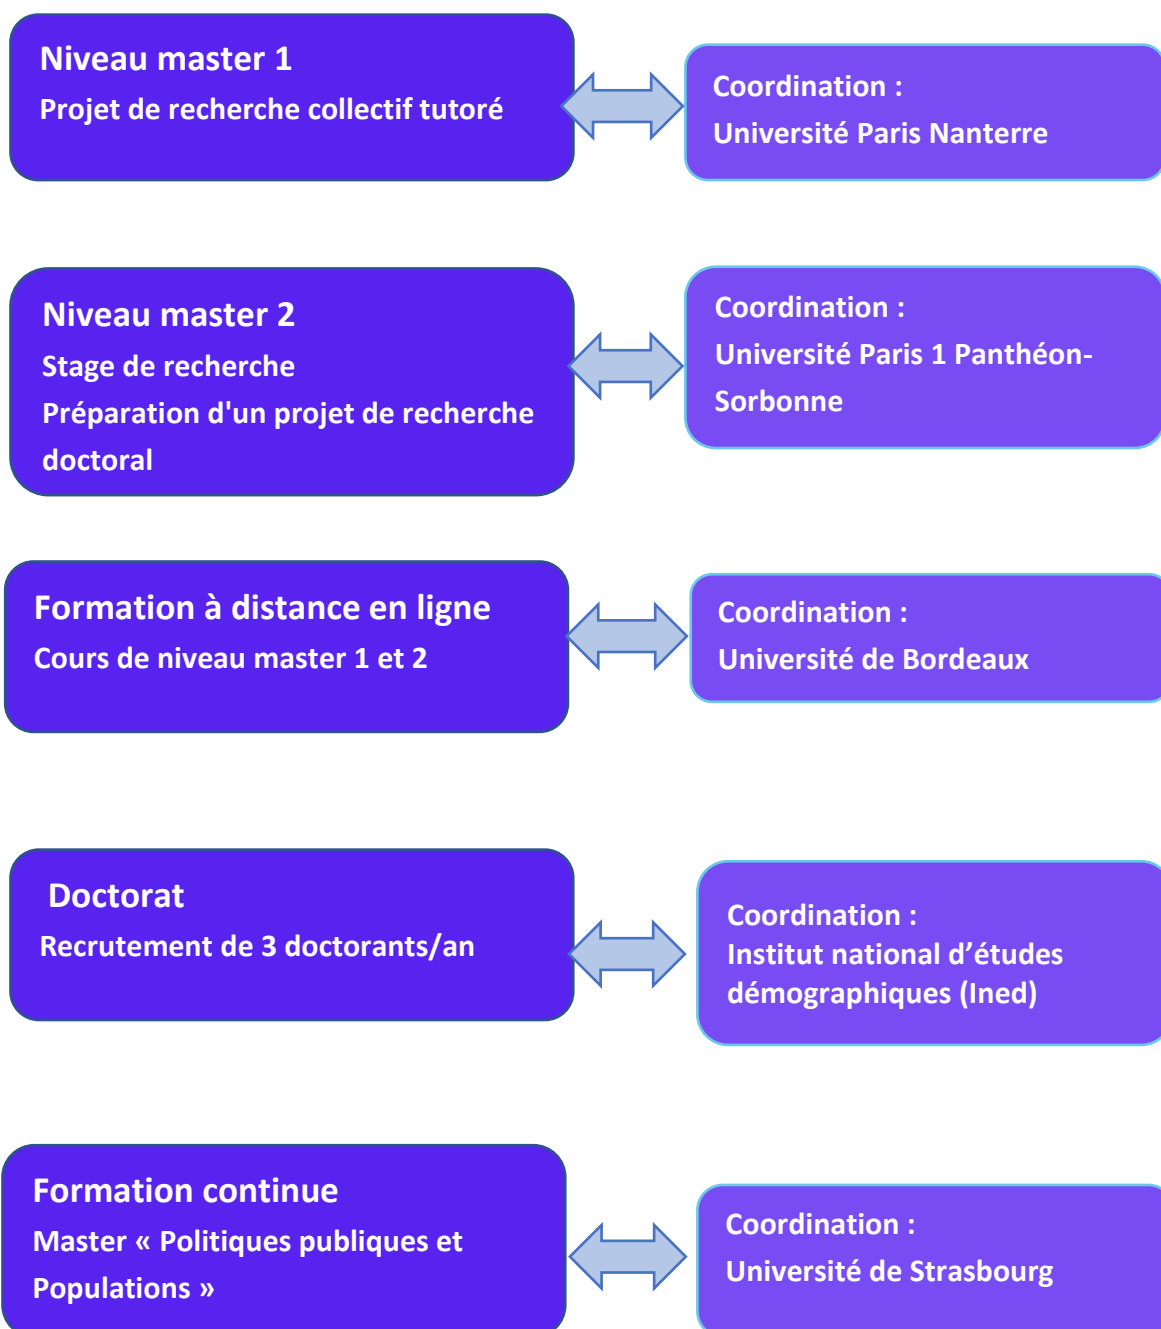 Niveau master 1
Projet de recherche collectif tutoré
Coordination :
Université Paris Nanterre
Niveau master 2
Stage de recherche
Préparation d'un projet de recherche
doctoral
Coordination :
Université Paris 1 Panthéon-
Sorbonne
Formation à distance en ligne
Cours de niveau master 1 et 2
Coordination :
Université de Bordeaux
Doctorat
Recrutement de 3 doctorants/an
Coordination :
Institut national d’études
démographiques (Ined)
Formation continue
Master « Politiques publiques et
Populations »
Coordination :
Université de Strasbourg